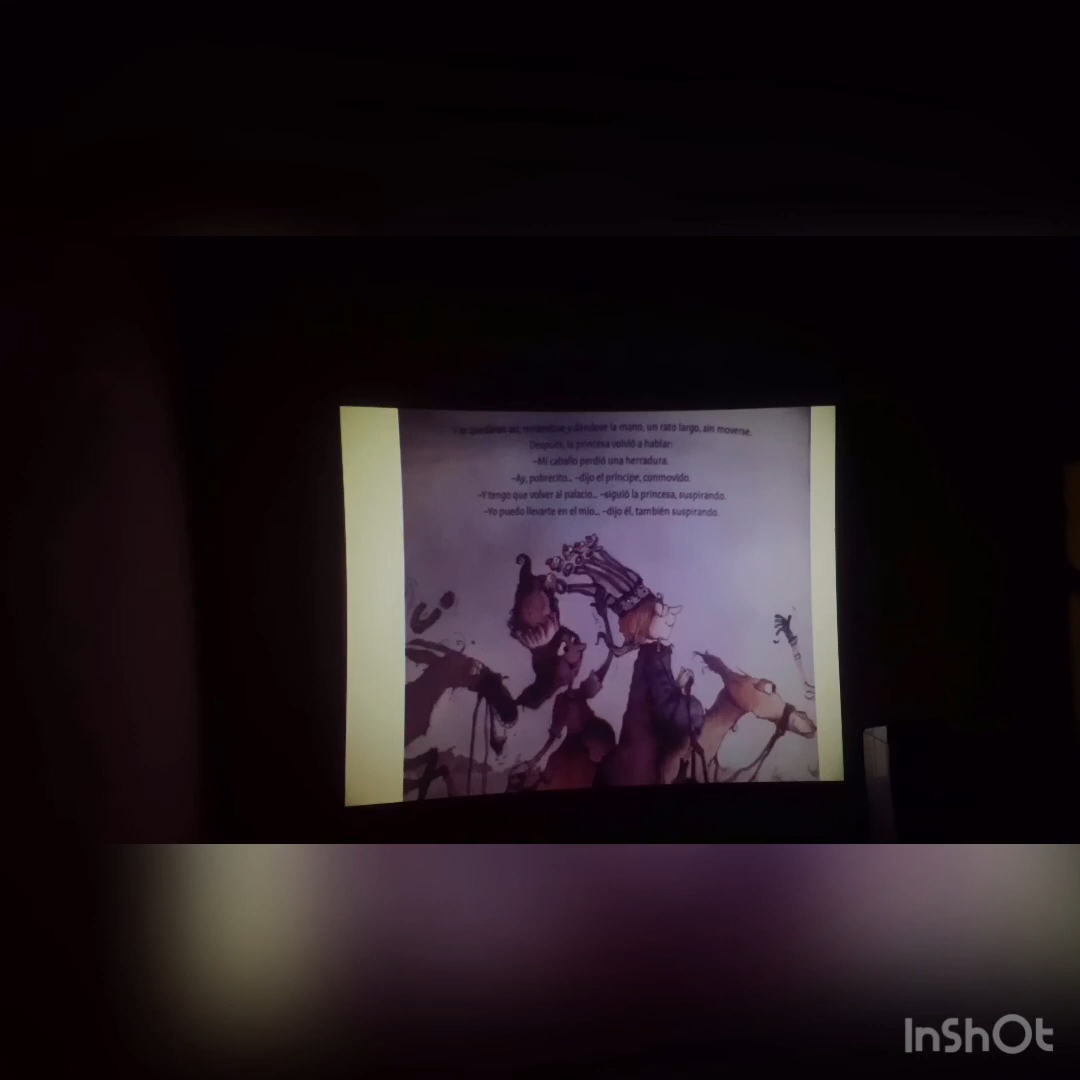 Y se quedaron así, mirándose y dándose la mano, un rato largo, sin moverse.
Después, la princesa volvió a hablar:
–Mi caballo perdió una herradura.
–Ay, pobrecito... –dijo el príncipe, conmovido.
–Y tengo que volver al palacio... –siguió la princesa, suspirando.
–Yo puedo llevarte en el mío... –dijo él, también suspirando.
InShOt